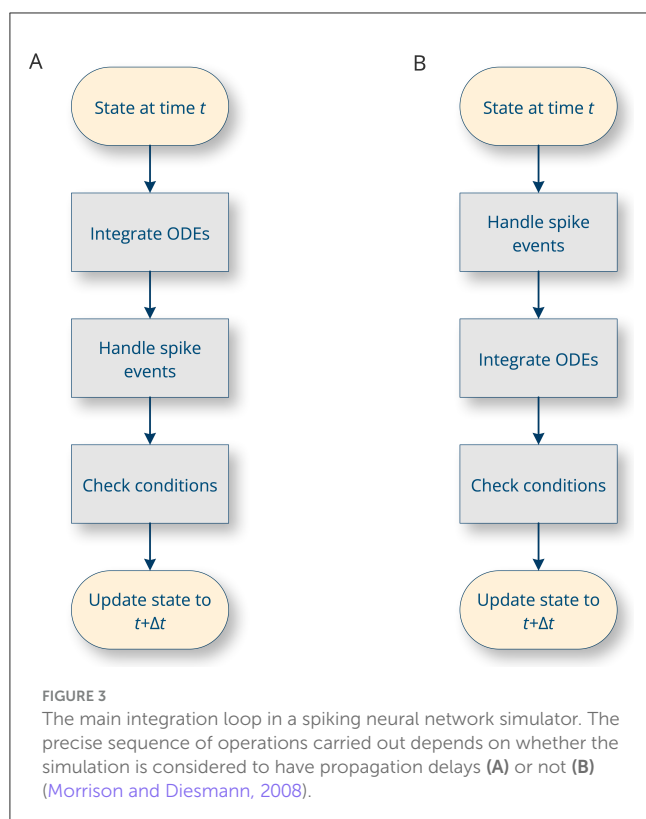 A
State at time t
Integrate ODEs
Handle spike
events
Check conditions
Update state to
t+Δt
B
State at time t
Handle spike
events
Integrate ODEs
Check conditions
Update state to
t+Δt
FIGURE 3
The main integration loop in a spiking neural network simulator. The
precise sequence of operations carried out depends on whether the
simulation is considered to have propagation delays (A) or not (B)
(Morrison and Diesmann, 2008).